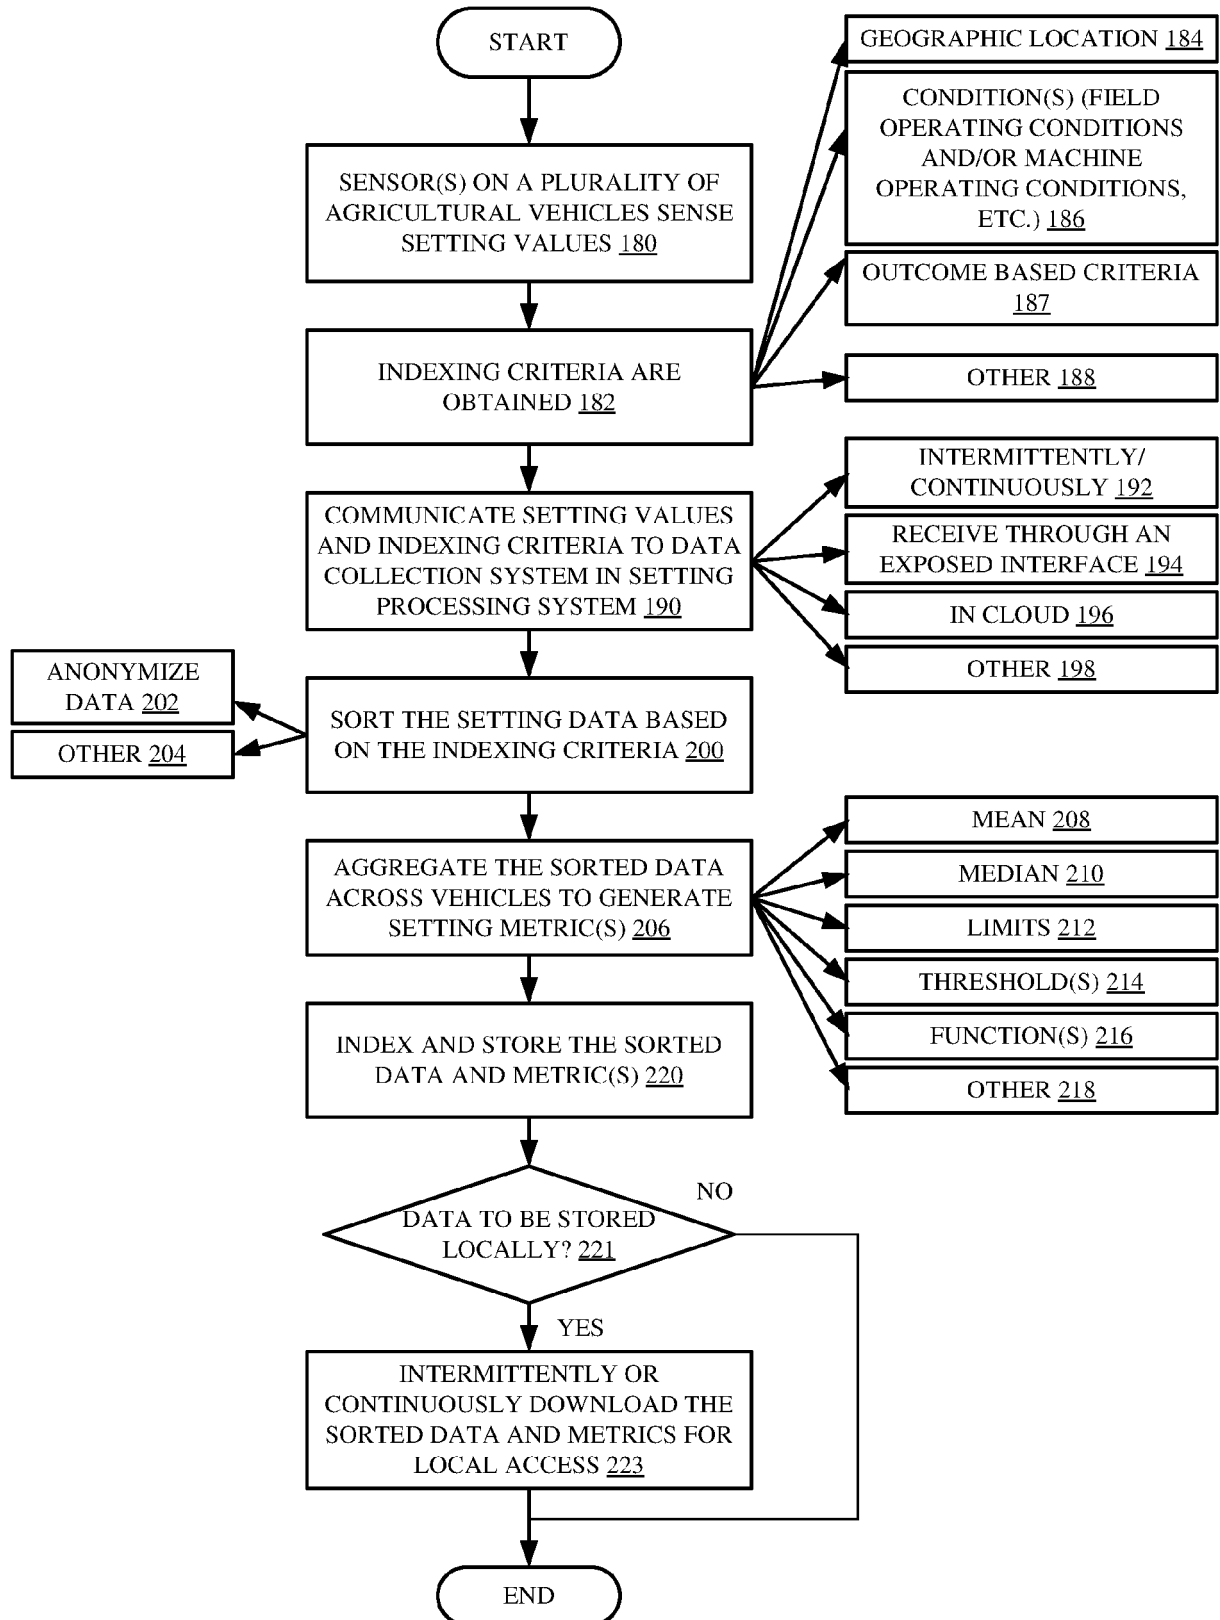 START
GEOGRAPHIC LOCATION 184
CONDITION(S) (FIELD
OPERATING CONDITIONS
AND/OR MACHINE
OPERATING CONDITIONS,
ETC.) 186
SENSOR(S) ON A PLURALITY OF
AGRICULTURAL VEHICLES SENSE
SETTING VALUES 180
OUTCOME BASED CRITERIA
187
INDEXING CRITERIA ARE
OBTAINED 182
OTHER 188
COMMUNICATE SETTING VALUES
AND INDEXING CRITERIA TO DATA
COLLECTION SYSTEM IN SETTING
PROCESSING SYSTEM 190
INTERMITTENTLY/
CONTINUOUSLY 192
RECEIVE THROUGH AN
EXPOSED INTERFACE 194
IN CLOUD 196
OTHER 198
ANONYMIZE
DATA 202
OTHER 204
SORT THE SETTING DATA BASED
ON THE INDEXING CRITERIA 200
AGGREGATE THE SORTED DATA
ACROSS VEHICLES TO GENERATE
SETTING METRIC(S) 206
MEAN 208
MEDIAN 210
LIMITS 212
THRESHOLD(S) 214
FUNCTION(S) 216
OTHER 218
INDEX AND STORE THE SORTED
DATA AND METRIC(S) 220
DATA TO BE STORED
LOCALLY? 221
NO
YES
INTERMITTENTLY OR
CONTINUOUSLY DOWNLOAD THE
SORTED DATA AND METRICS FOR
LOCAL ACCESS 223
END